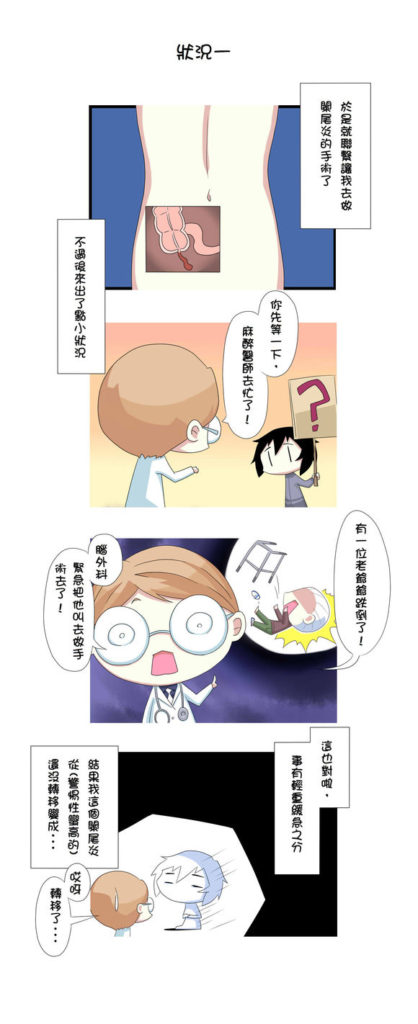 狀況一
於是就聯繫讓我去做
闌尾炎的手術了
不過後來出了點小狀況
你先等一下，
麻醉醫師去忙了！
?
有一位老爺爺跌倒了！
腦外科
緊急把他叫去做手
術去了！
這也對啦，
事有輕重緩急之分
結果我這個闌尾炎
從(警惕性蠻高的)
還沒轉移變成...
哎呀
轉移了...